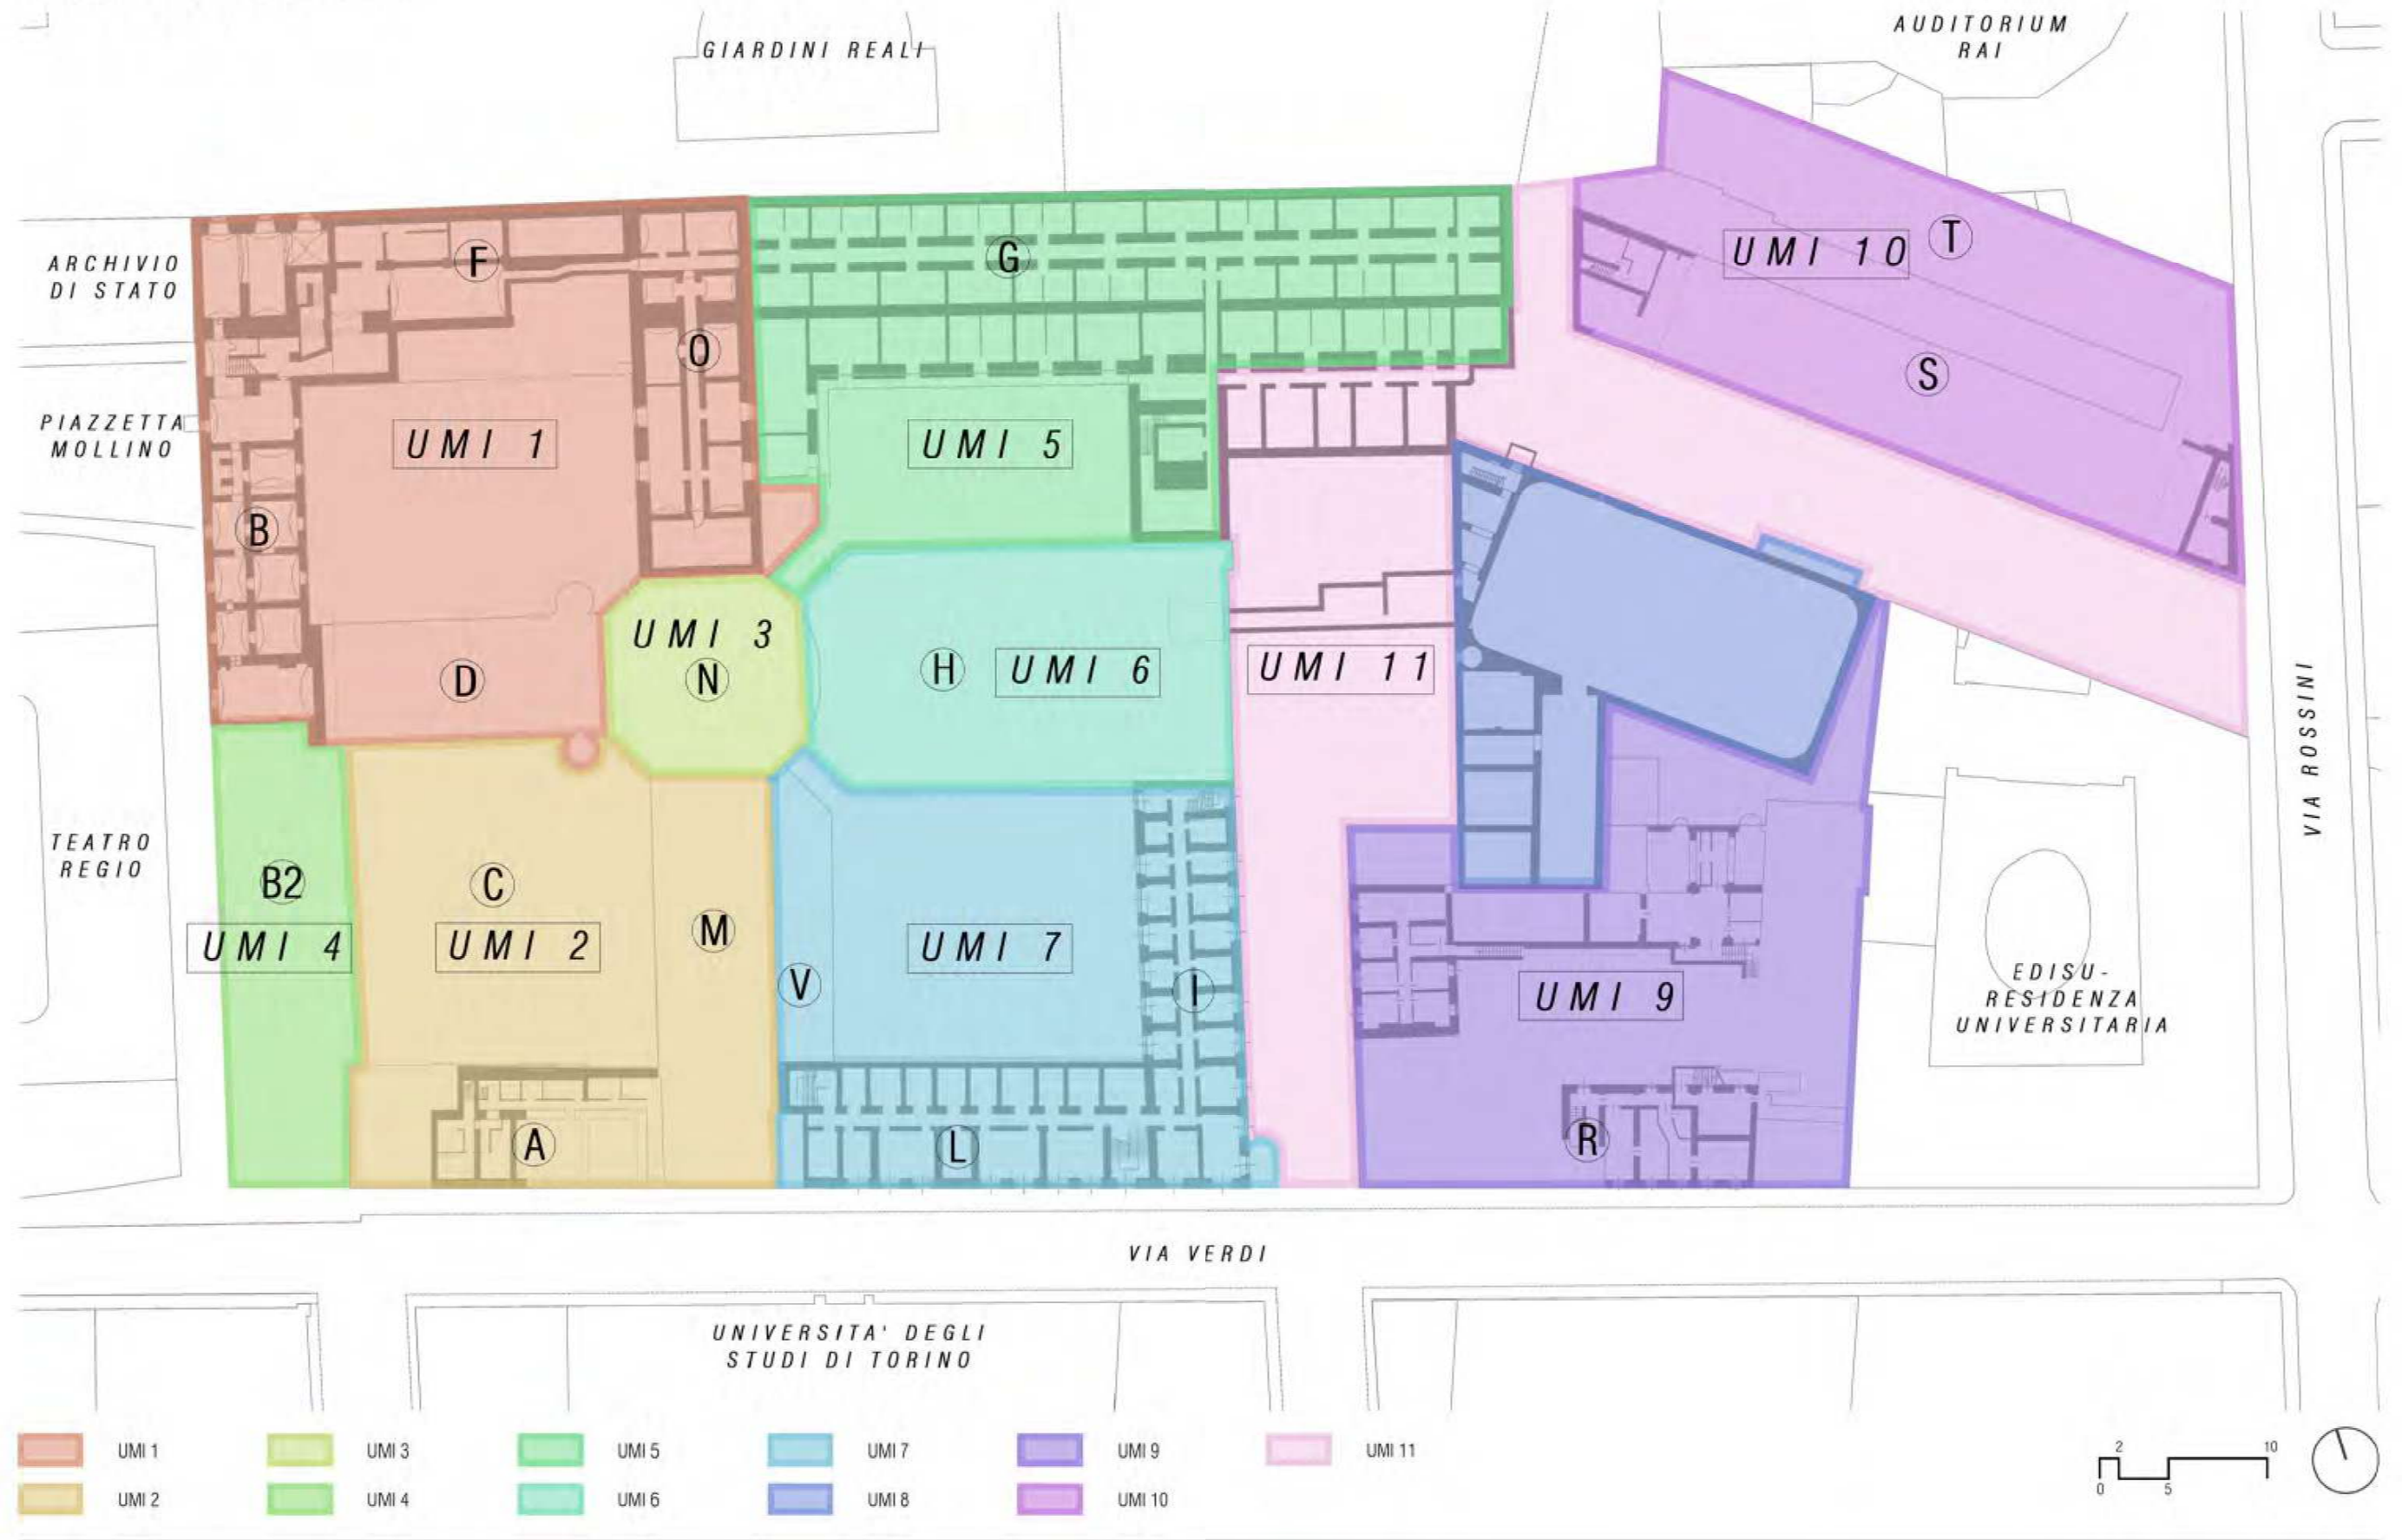 GIARDINI REALI
AUDITORIUM
RAI
ARCHIVIO
DI STATO
F
G
UMI 10
T
O
S
PIAZZETTA
MOLLINO
UMI 1
UMI 5
B
UMI 3
D
N
H
UMI 6
UMI 11
VIA ROSSINI
TEATRO
REGIO
B2
C
UMI 4
UMI 2
M
UMI 7
V
I
UMI 9
EDISU-
RESIDENZA
UNIVERSITARIA
A
L
R
VIA VERDI
UNIVERSITA' DEGLI
STUDI DI TORINO
UMI 1
UMI 3
UMI 5
UMI 7
UMI 9
UMI 11
UMI 2
UMI 4
UMI 6
UMI 8
UMI 10
2
10
0
5